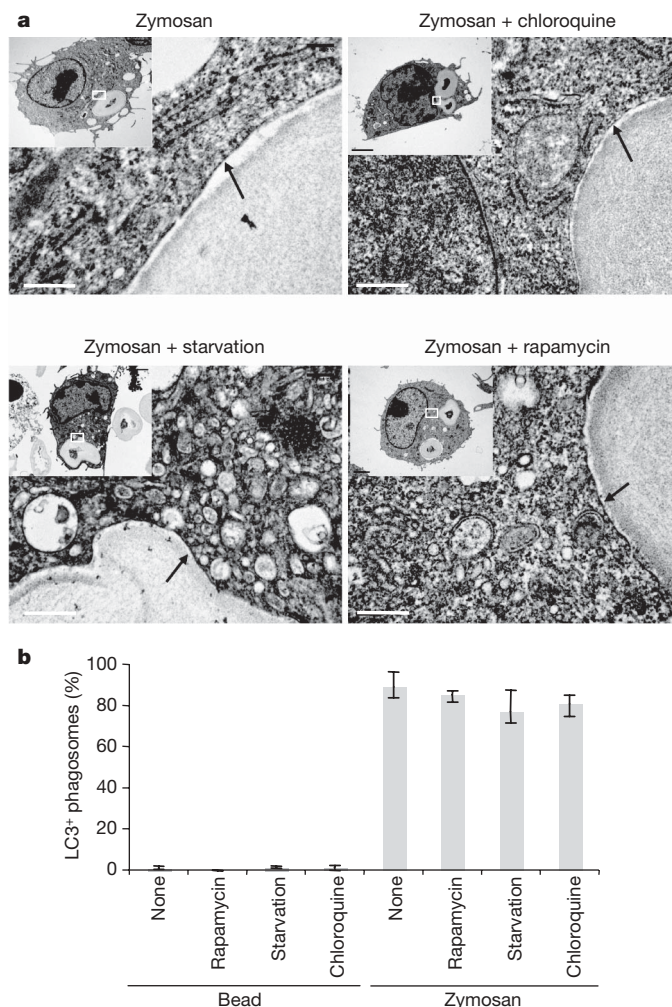 a
Zymosan
Zymosan + chloroquine
Zymosan + starvation
Zymosan + rapamycin
b
LC3⁺ phagosomes (%)
100
80
60
40
20
0
None
Rapamycin
Starvation
Chloroquine
None
Rapamycin
Starvation
Chloroquine
Bead
Zymosan